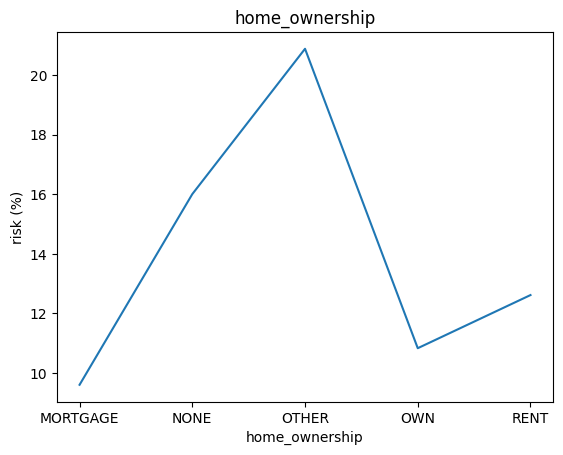 home_ownership
risk (%)
20
18
16
14
12
10
MORTGAGE NONE OTHER OWN RENT
home_ownership